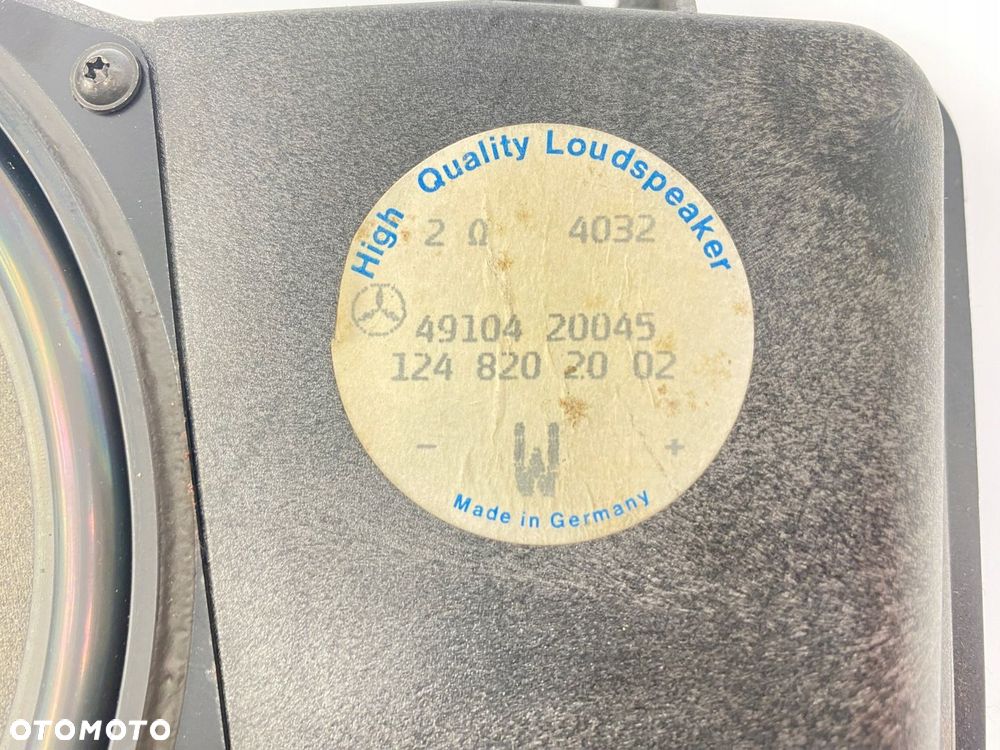 High Quality Loudspeaker
2 Ω 4032
49104 20045
124 820 20 02
- W +
Made in Germany
OTOMOTO